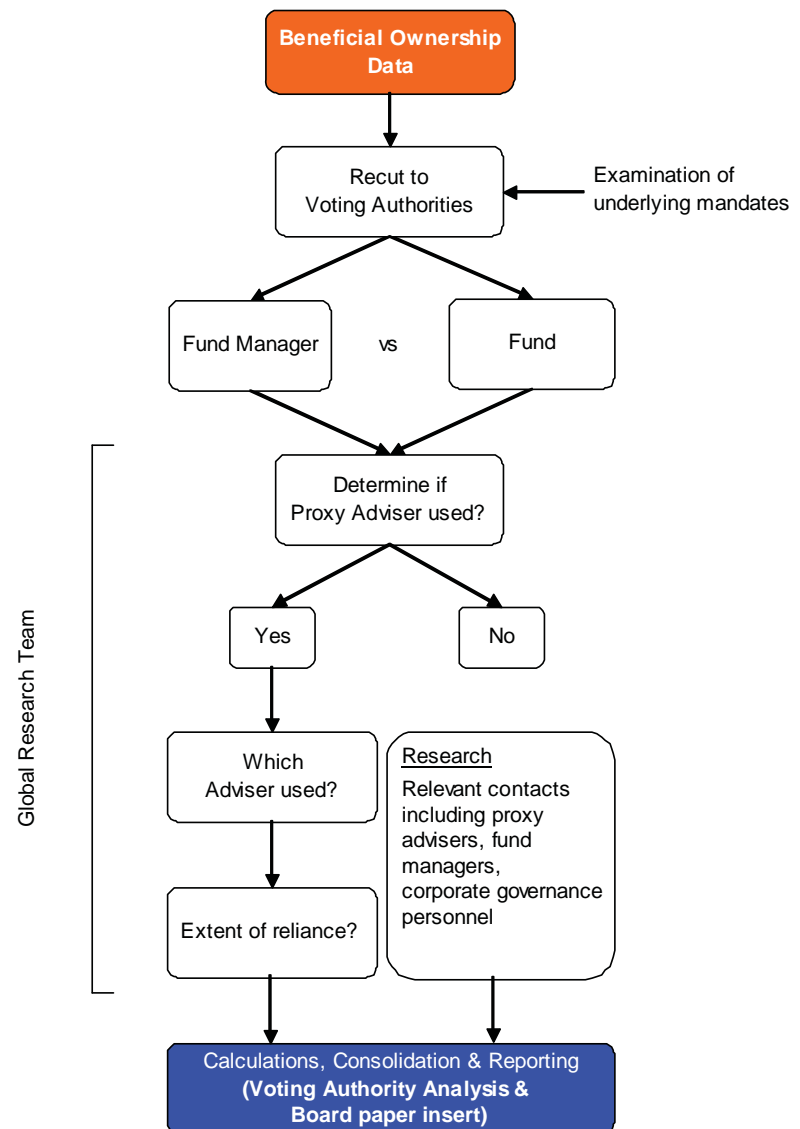 Beneficial Ownership
Data
Recut to
Voting Authorities
Examination of
underlying mandates
Fund Manager
vs
Fund
Determine if
Proxy Adviser used?
Yes
No
Global Research Team
Which
Adviser used?
Research
Relevant contacts
including proxy
advisers, fund
managers,
corporate governance
personnel
Extent of reliance?
Calculations, Consolidation & Reporting
(Voting Authority Analysis &
Board paper insert)